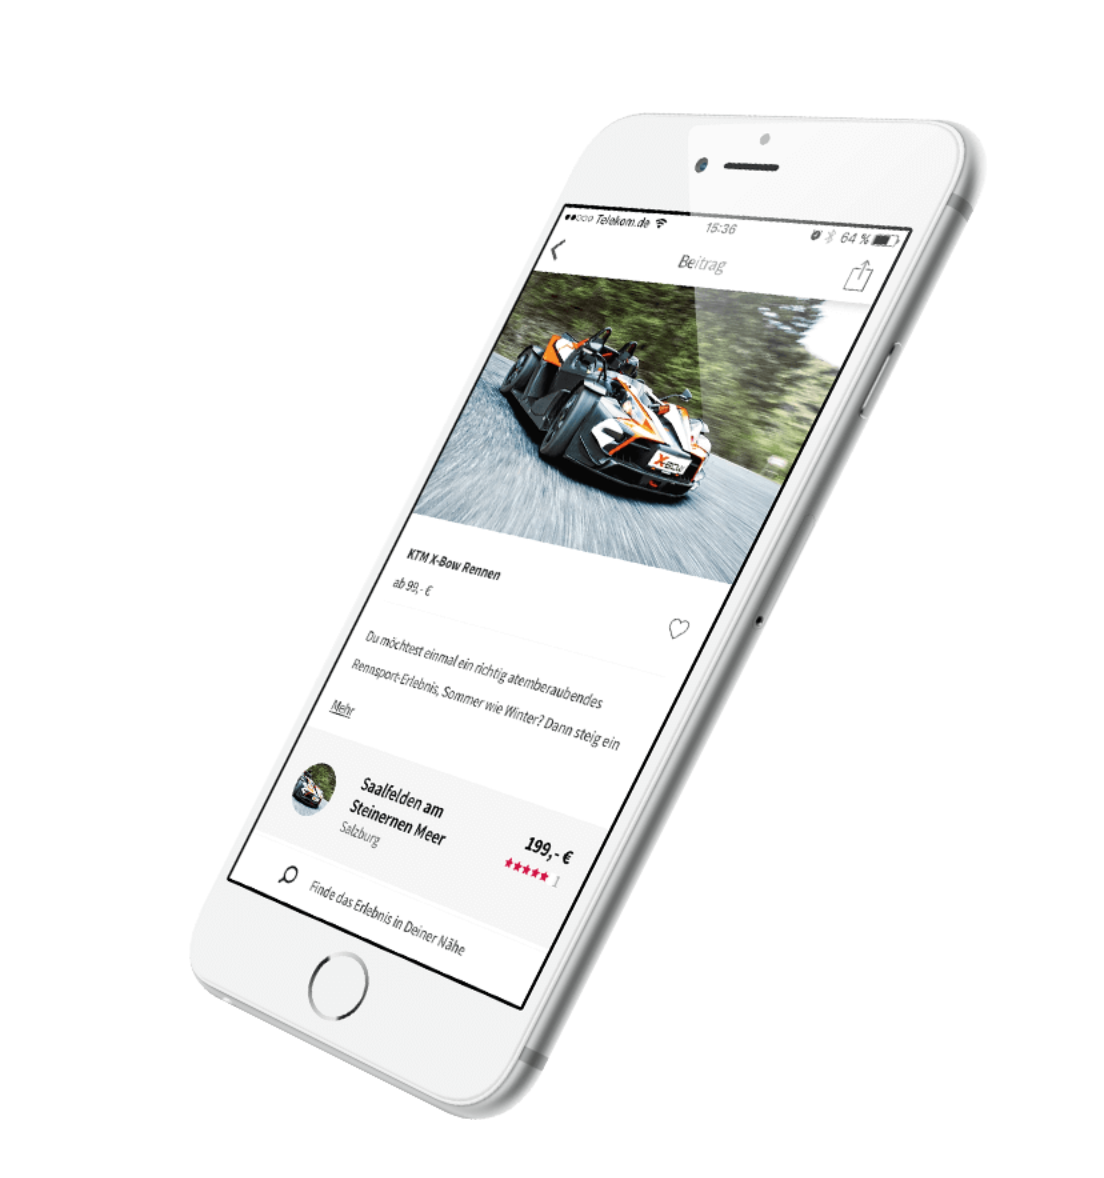 Telekom.de 15:36 64 %
Beitrag
X-BOW
KTM X-Bow Rennen
ab 99,- €
Du möchtest einmal ein richtig atemberaubendes
Rennsport-Erlebnis, Sommer wie Winter? Dann steig ein
Mehr
Saalfelden am
Steinernen Meer
Salzburg
199,- €
1
Finde das Erlebnis in Deiner Nähe